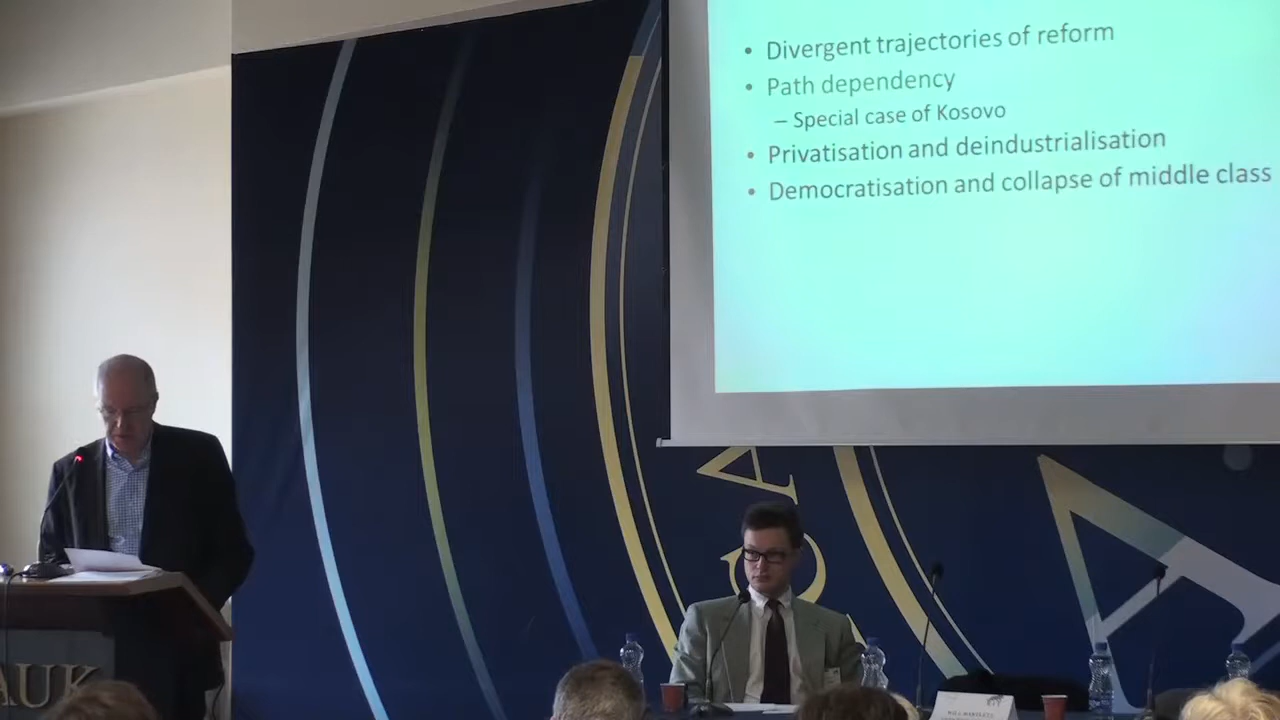 • Divergent trajectories of reform
• Path dependency
– Special case of Kosovo
• Privatisation and deindustrialisation
• Democratisation and collapse of middle class
AUK